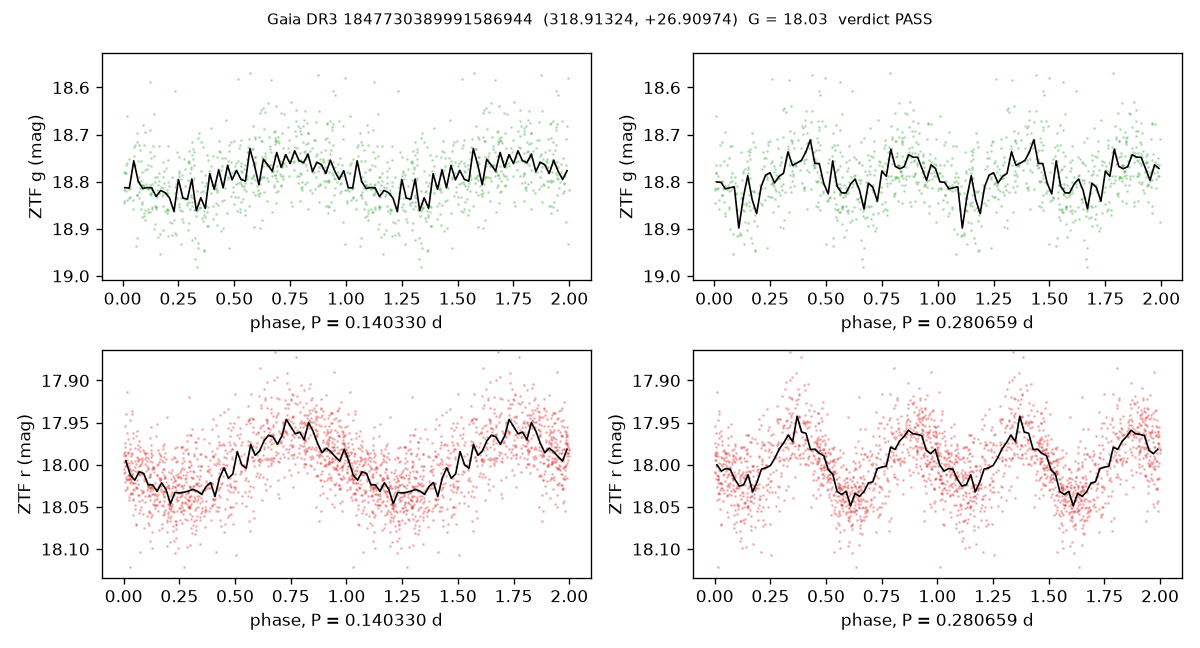 Gaia DR3 1847730389991586944 (318.91324, +26.90974) G = 18.03 verdict PASS
ZTF g (mag)
18.6
18.7
18.8
18.9
19.0
0.00 0.25 0.50 0.75 1.00 1.25 1.50 1.75 2.00
phase, P = 0.140330 d
ZTF g (mag)
18.6
18.7
18.8
18.9
19.0
0.00 0.25 0.50 0.75 1.00 1.25 1.50 1.75 2.00
phase, P = 0.280659 d
ZTF r (mag)
17.90
17.95
18.00
18.05
18.10
0.00 0.25 0.50 0.75 1.00 1.25 1.50 1.75 2.00
phase, P = 0.140330 d
ZTF r (mag)
17.90
17.95
18.00
18.05
18.10
0.00 0.25 0.50 0.75 1.00 1.25 1.50 1.75 2.00
phase, P = 0.280659 d